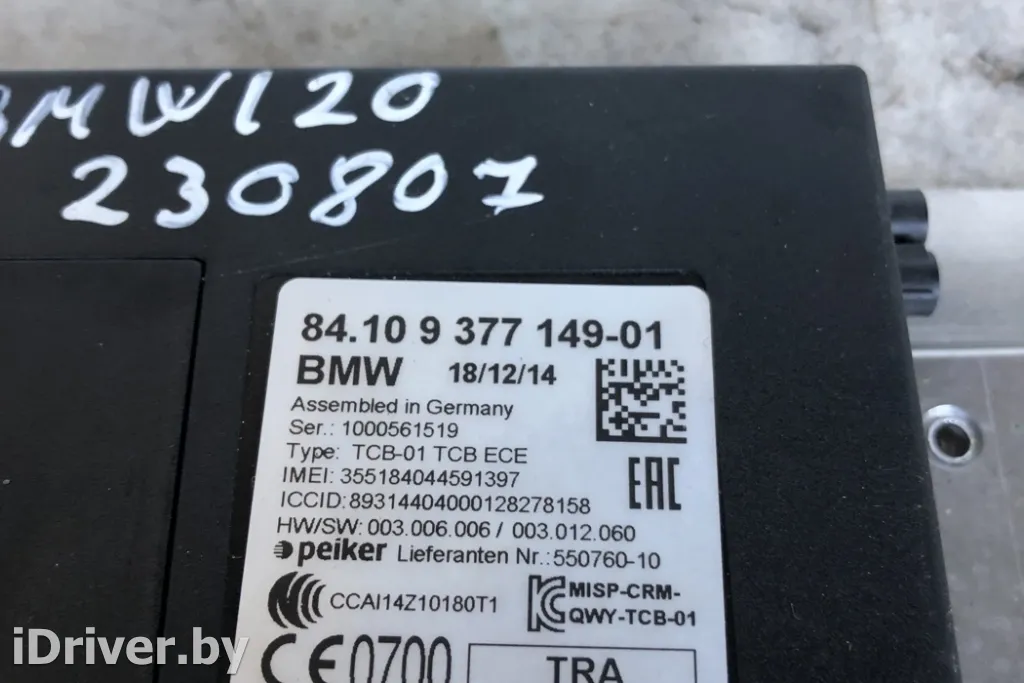 BMW120
230807
84.10 9 377 149-01
BMW 18/12/14
Assembled in Germany
Ser.: 1000561519
Type: TCB-01 TCB ECE
IMEI: 355184044591397
ICCID:89314404000128278158
HW/SW: 003.006.006 / 003.012.060
peiker Lieferanten Nr.:550760-10
CCAI14Z10180T1
MISP-CRM-
QWY-TCB-01
CE0700
TRA
EAC
iDriver.by